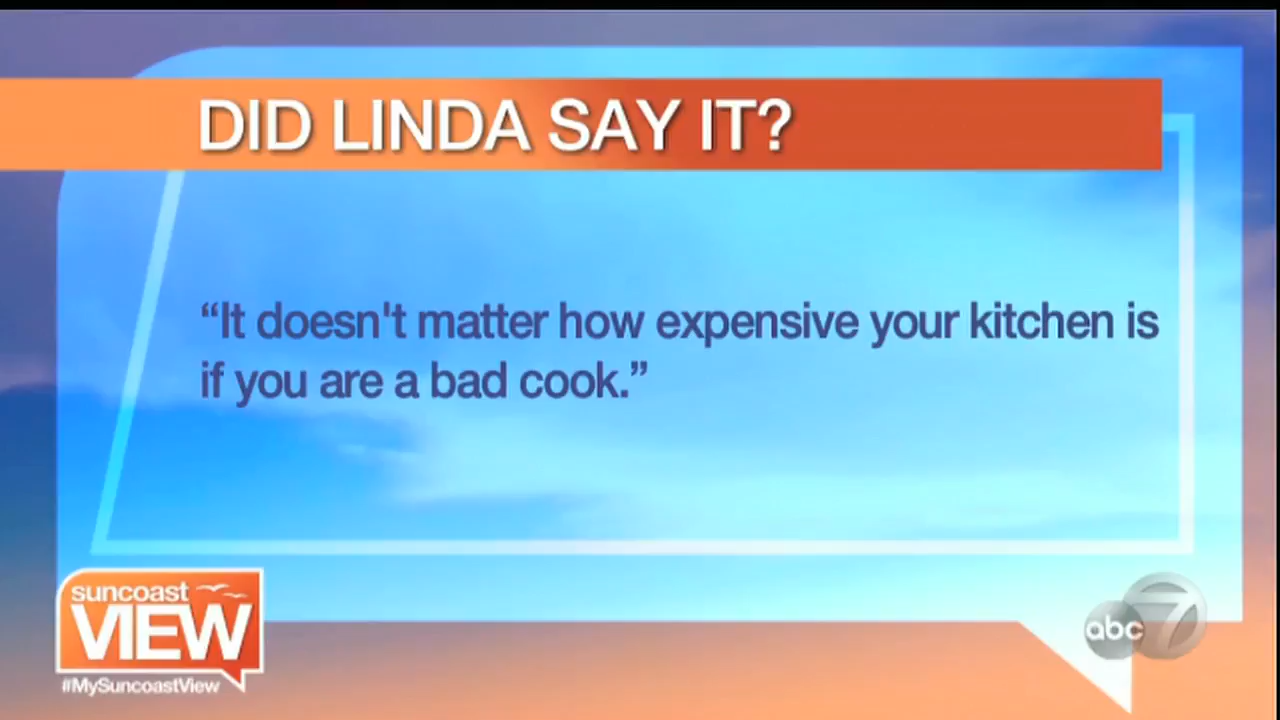 DID LINDA SAY IT?
“It doesn't matter how expensive your kitchen is
if you are a bad cook.”
suncoast
VIEW
#MySuncoastView
abc 7